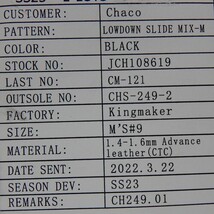 CUSTOMER: Chaco
PATTERN: LOWDOWN SLIDE MIX-M
COLOR: BLACK
STOCK NO: JCH108619
LAST NO: CM-121
OUTSOLE NO: CHS-249-2
FACTORY: Kingmaker
SIZE: M'S#9
MATERIAL: 1.4-1.6mm Advance
leather(CTC)
DATE SENT: 2022.3.22
SEASON DEV: SS23
REMARKS: CH249.01